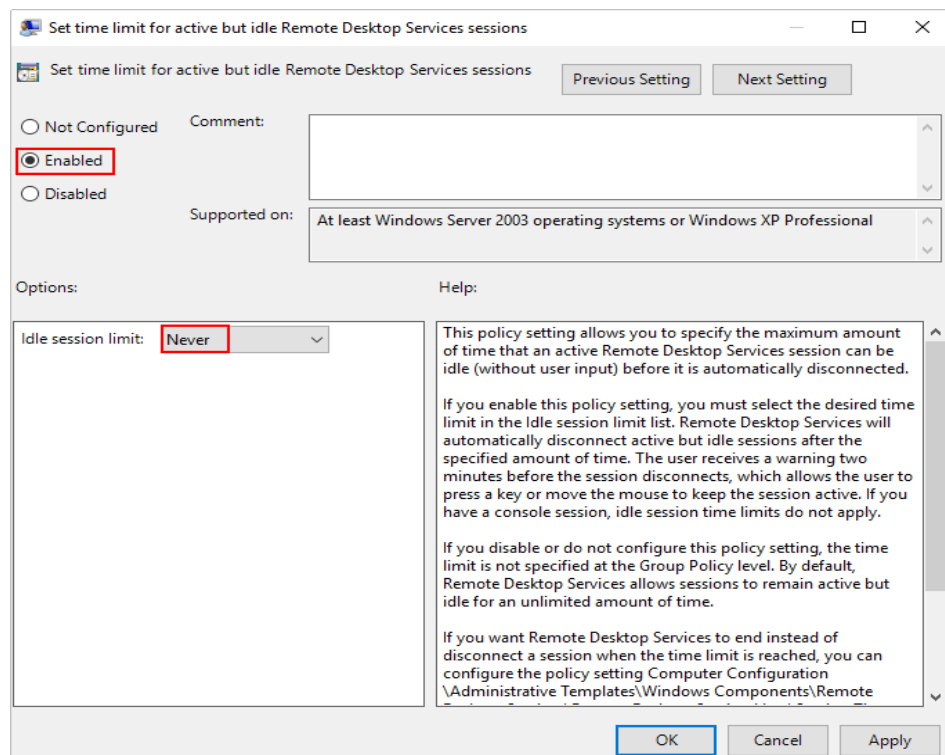 Set time limit for active but idle Remote Desktop Services sessions
Set time limit for active but idle Remote Desktop Services sessions
Previous Setting
Next Setting
Not Configured
Comment:
Enabled
Disabled
Supported on:
At least Windows Server 2003 operating systems or Windows XP Professional
Options:
Help:
Idle session limit:
Never
This policy setting allows you to specify the maximum amount
of time that an active Remote Desktop Services session can be
idle (without user input) before it is automatically disconnected.
If you enable this policy setting, you must select the desired time
limit in the Idle session limit list. Remote Desktop Services will
automatically disconnect active but idle sessions after the
specified amount of time. The user receives a warning two
minutes before the session disconnects, which allows the user to
press a key or move the mouse to keep the session active. If you
have a console session, idle session time limits do not apply.
If you disable or do not configure this policy setting, the time
limit is not specified at the Group Policy level. By default,
Remote Desktop Services allows sessions to remain active but
idle for an unlimited amount of time.
If you want Remote Desktop Services to end instead of
disconnect a session when the time limit is reached, you can
configure the policy setting Computer Configuration
\Administrative Templates\Windows Components\Remote
OK
Cancel
Apply